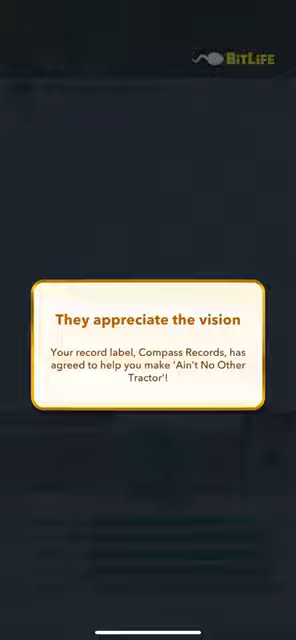 BitLife
They appreciate the vision
Your record label, Compass Records, has
agreed to help you make 'Ain't No Other
Tractor'!